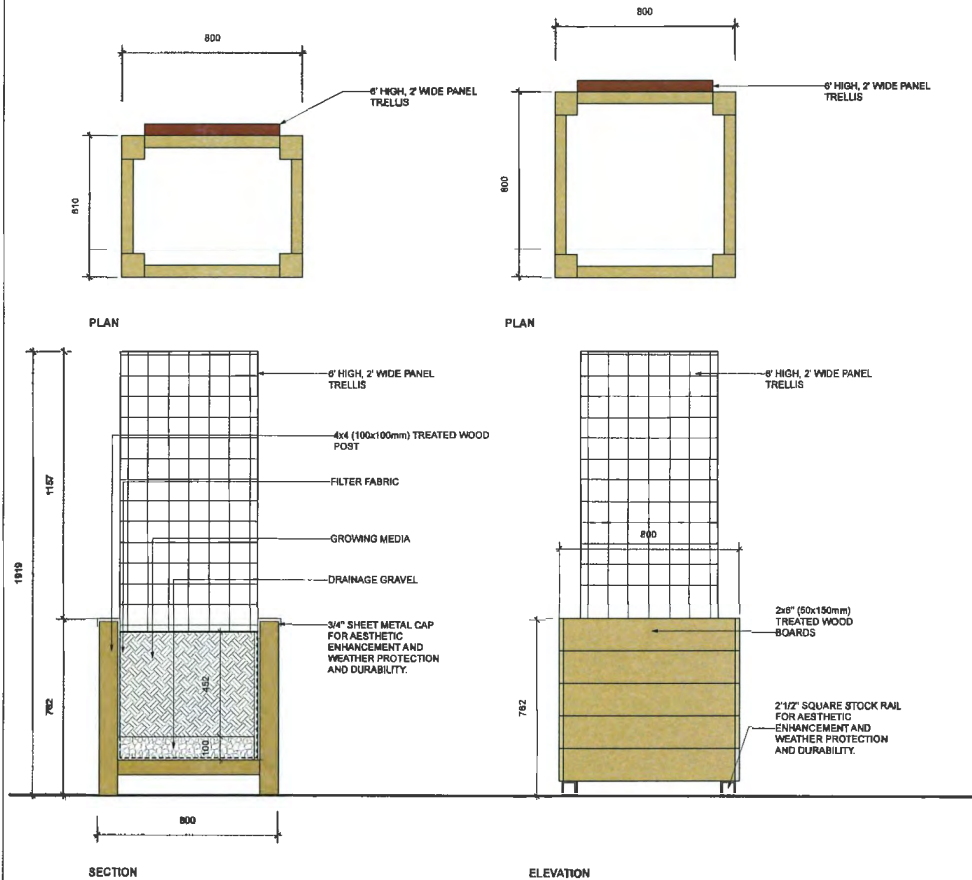 800
6' HIGH, 2' WIDE PANEL
TRELLIS
610
PLAN
800
6' HIGH, 2' WIDE PANEL
TRELLIS
800
PLAN
6' HIGH, 2' WIDE PANEL
TRELLIS
4x4 (100x100mm) TREATED WOOD
POST
FILTER FABRIC
GROWING MEDIA
DRAINAGE GRAVEL
3/4" SHEET METAL CAP
FOR AESTHETIC
ENHANCEMENT AND
WEATHER PROTECTION
AND DURABILITY.
1919
1157
762
452
100
800
SECTION
6' HIGH, 2' WIDE PANEL
TRELLIS
800
2x6" (50x150mm)
TREATED WOOD
BOARDS
762
2'1/2" SQUARE STOCK RAIL
FOR AESTHETIC
ENHANCEMENT AND
WEATHER PROTECTION
AND DURABILITY.
ELEVATION